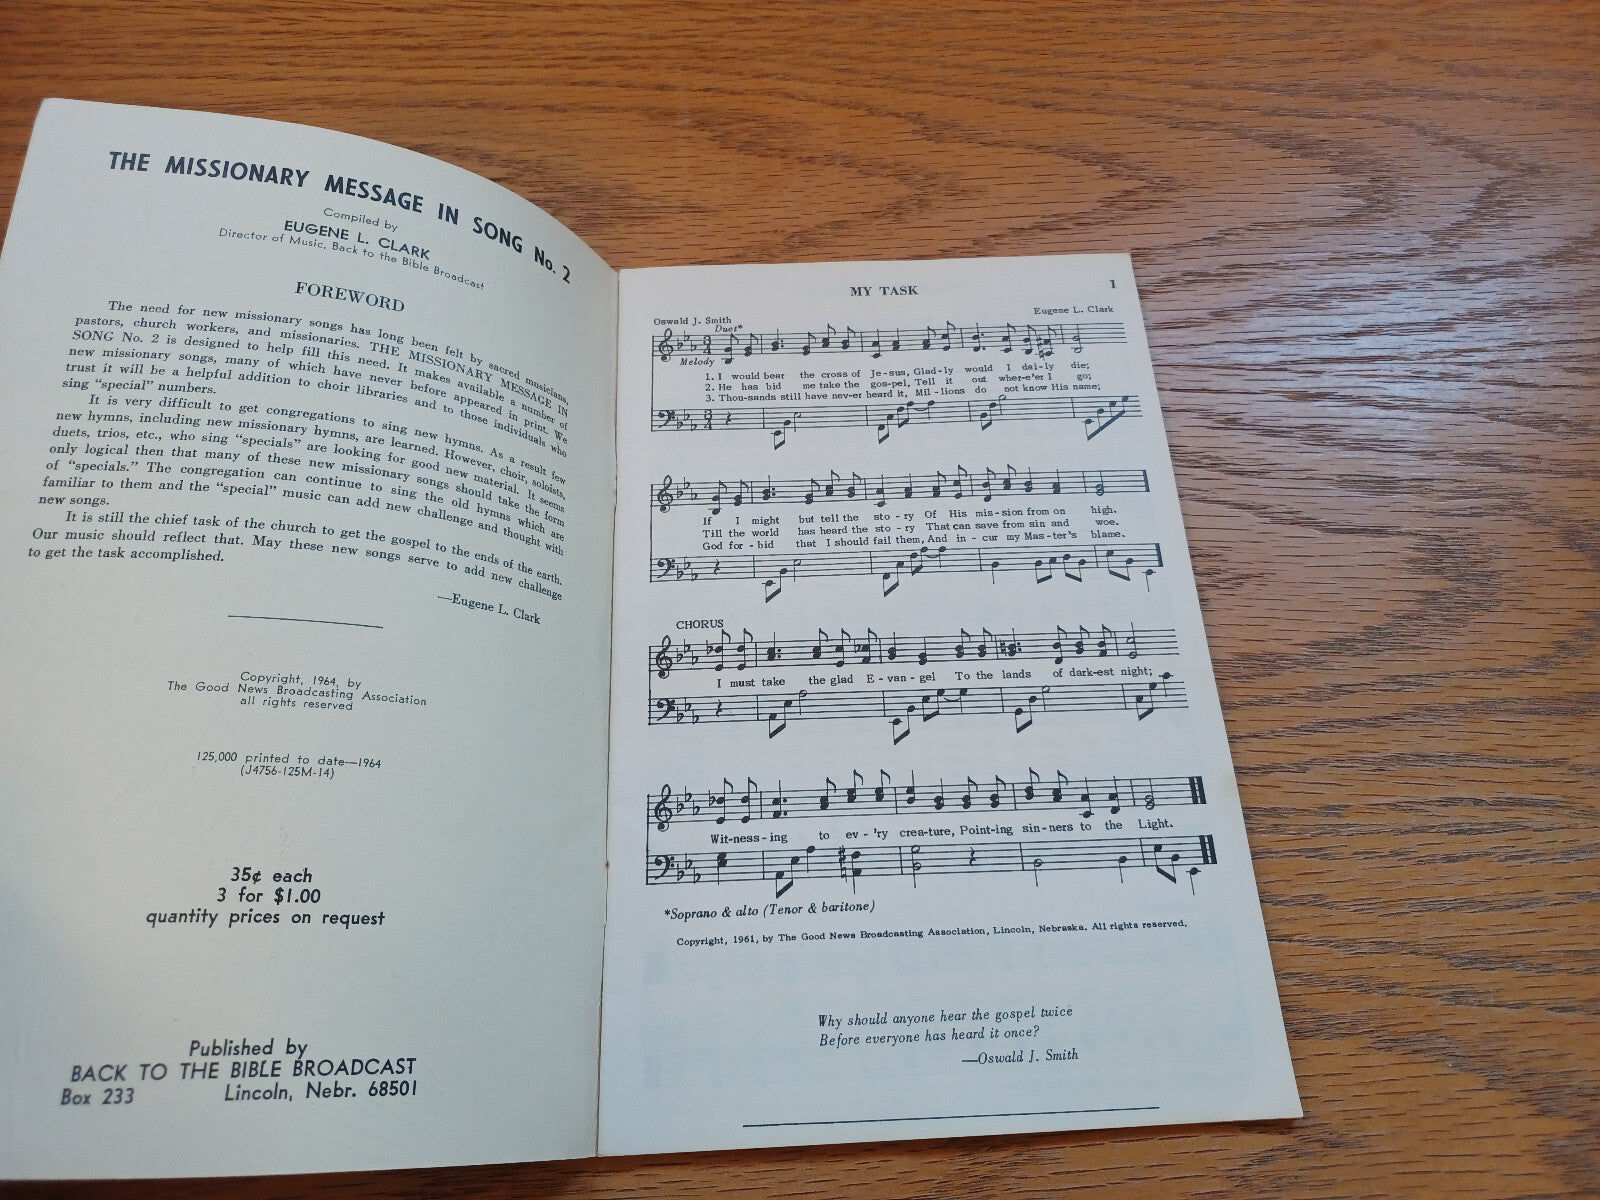 THE MISSIONARY MESSAGE IN SONG No. 2
Compiled by
EUGENE L. CLARK
Director of Music, Back to the Bible Broadcast
FOREWORD
The need for new missionary songs has long been felt by sacred musicians,
pastors, church workers, and missionaries. THE MISSIONARY MESSAGE IN
SONG No. 2 is designed to help fill this need. It makes available a number of
new missionary songs, many of which have never before appeared in print. We
trust it will be a helpful addition to choir libraries and to those individuals who
sing "special" numbers.
It is very difficult to get congregations to sing new hymns. As a result few
new hymns, including new missionary hymns, are learned. However, choir, soloists,
duets, trios, etc., who sing "specials" are looking for good new material. It seems
only logical then that many of these new missionary songs should take the form
of "specials." The congregation can continue to sing the old hymns which are
familiar to them and the "special" music can add new challenge and thought with
new songs.
It is still the chief task of the church to get the gospel to the ends of the earth.
Our music should reflect that. May these new songs serve to add new challenge
to get the task accomplished.
—Eugene L. Clark
Copyright, 1964, by
The Good News Broadcasting Association
all rights reserved
125,000 printed to date—1964
(J4756-125M-14)
35¢ each
3 for $1.00
quantity prices on request
Published by
BACK TO THE BIBLE BROADCAST
Box 233 Lincoln, Nebr. 68501
MY TASK 1
Oswald J. Smith Eugene L. Clark
Duet*
Melody
1. I would bear the cross of Je-sus, Glad-ly would I dai-ly die;
2. He has bid me take the gos-pel, Tell it out wher-e'er I go;
3. Thou-sands still have nev-er heard it, Mil-lions do not know His name;
If I might but tell the sto-ry Of His mis-sion from on high.
Till the world has heard the sto-ry That can save from sin and woe.
God for-bid that I should fail them, And in-cur my Mas-ter's blame.
CHORUS
I must take the glad E-van-gel To the lands of dark-est night;
Wit-ness-ing to ev-'ry crea-ture, Point-ing sin-ners to the Light.
*Soprano & alto (Tenor & baritone)
Copyright, 1961, by The Good News Broadcasting Association, Lincoln, Nebraska. All rights reserved.
Why should anyone hear the gospel twice
Before everyone has heard it once?
—Oswald J. Smith